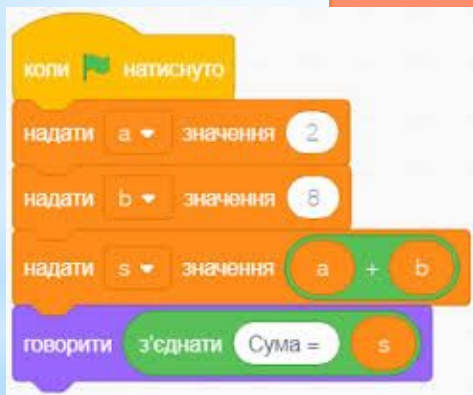 коли натиснуто
надати a значення 2
надати b значення 8
надати s значення a + b
говорити з'єднати Сума = s